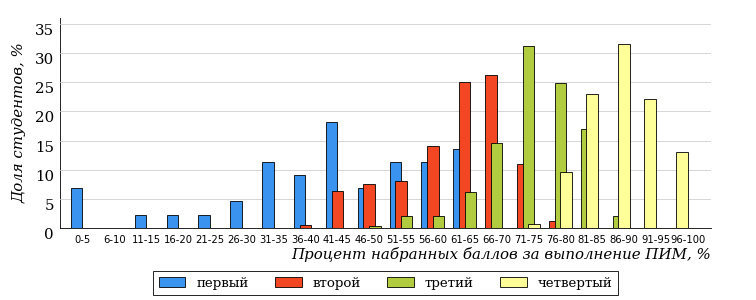 Доля студентов, %
35
30
25
20
15
10
5
0
0-5 6-10 11-15 16-20 21-25 26-30 31-35 36-40 41-45 46-50 51-55 56-60 61-65 66-70 71-75 76-80 81-85 86-90 91-95 96-100
Процент набранных баллов за выполнение ПИМ, %
первый второй третий четвертый